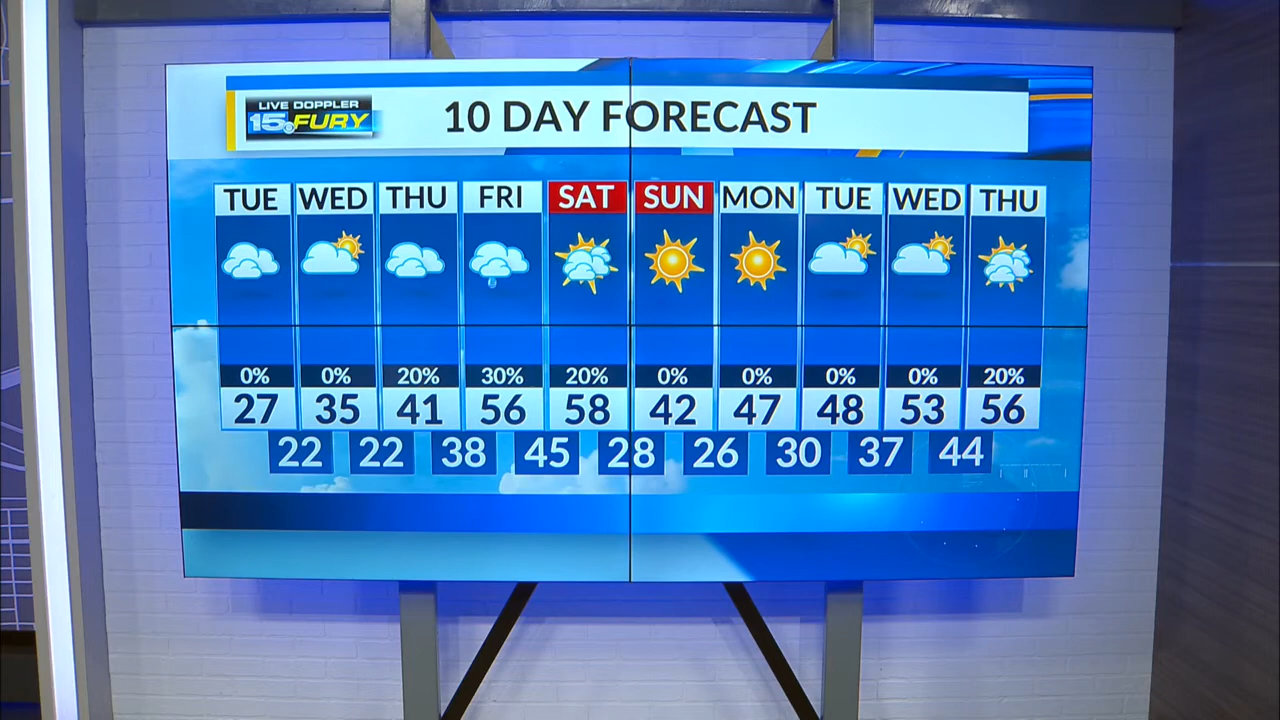 LIVE DOPPLER
15 FURY
10 DAY FORECAST
TUE WED THU FRI SAT SUN MON TUE WED THU
0% 0% 20% 30% 20% 0% 0% 0% 0% 20%
27 35 41 56 58 42 47 48 53 56
22 22 38 45 28 26 30 37 44